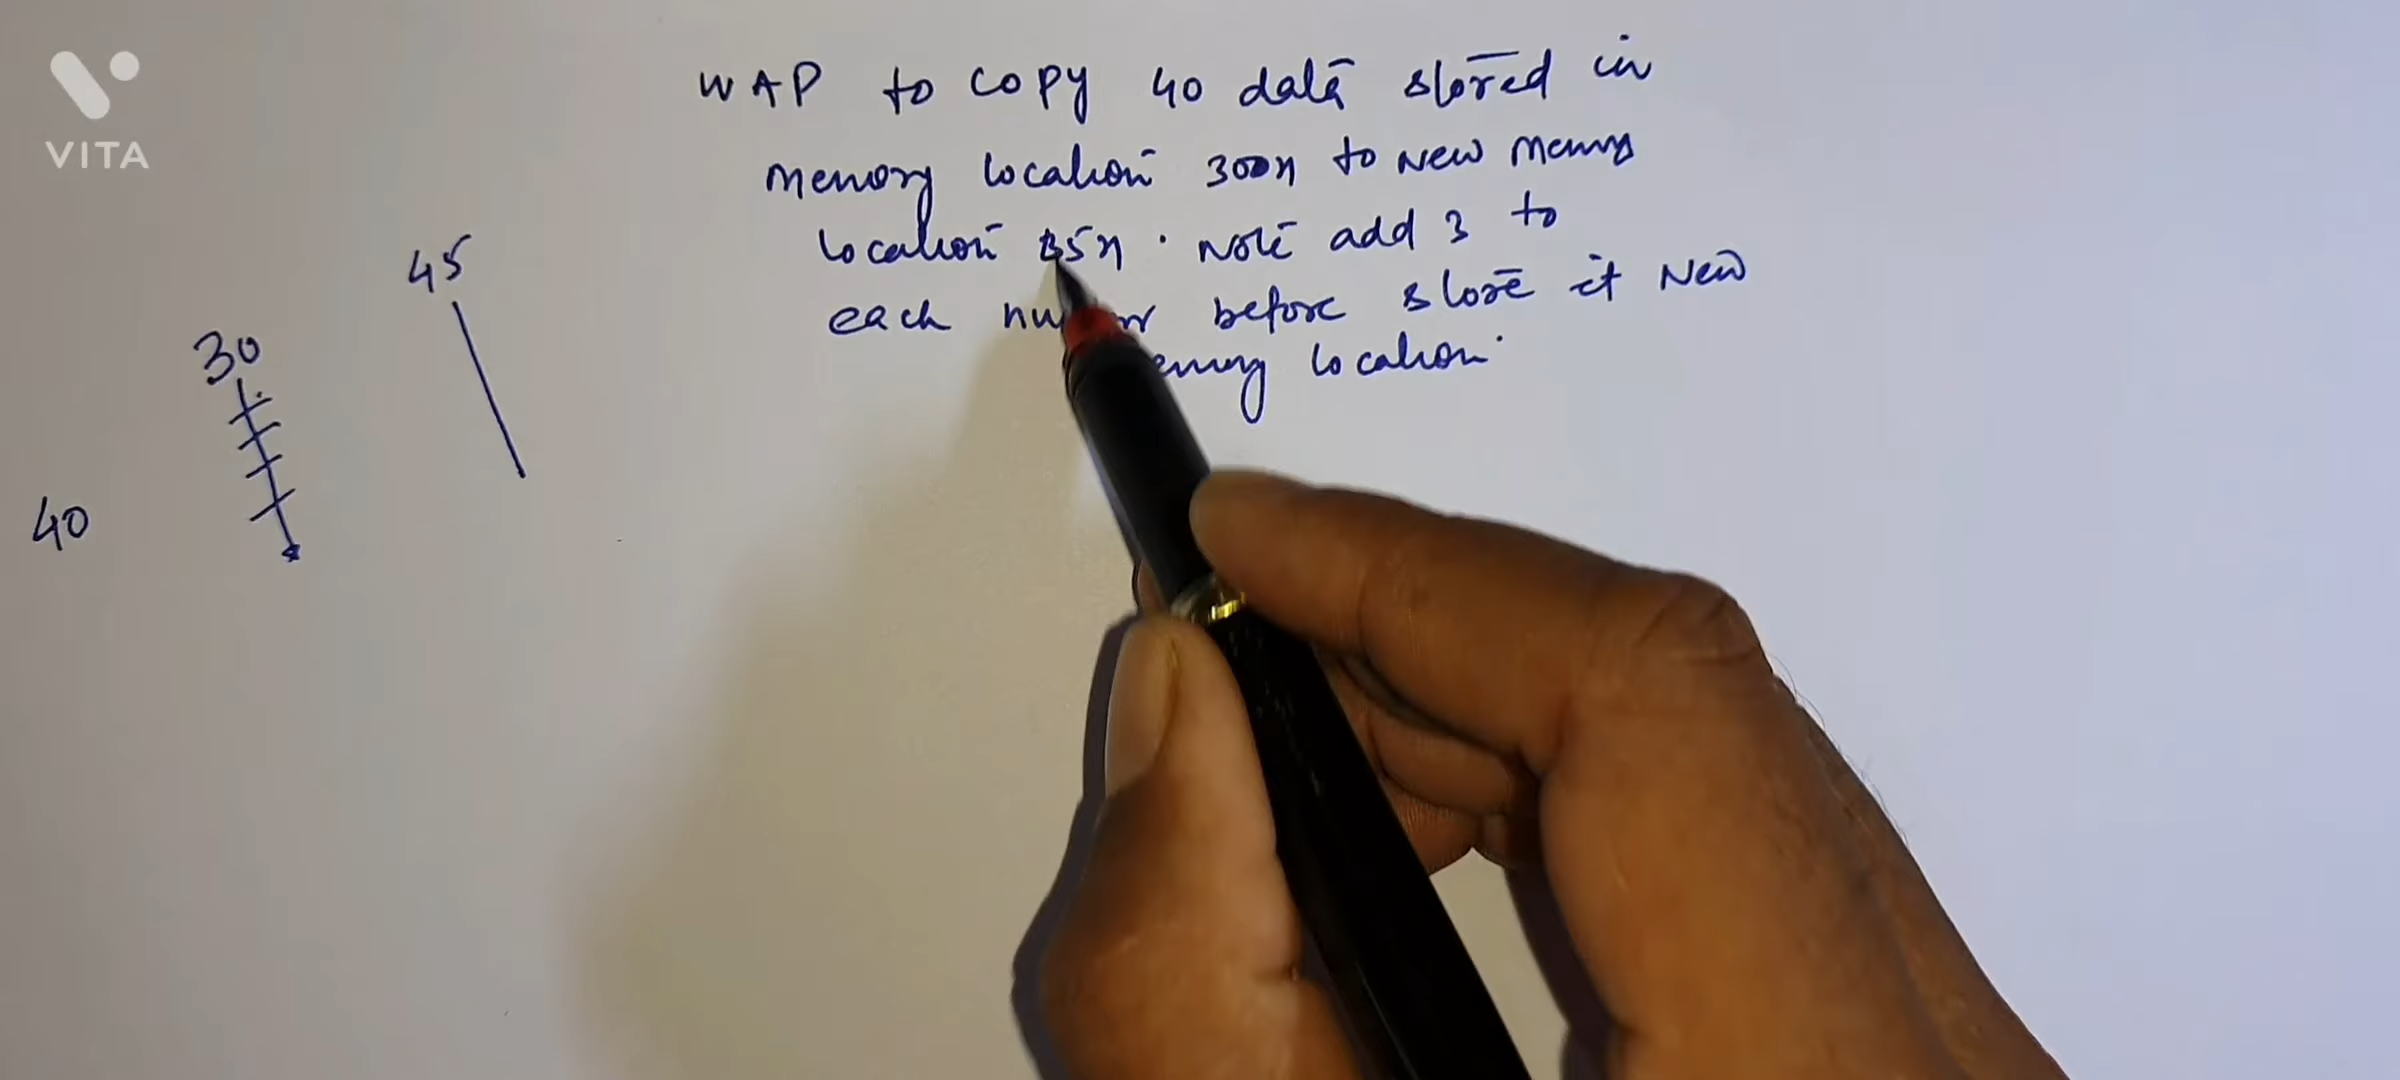 VITA
WAP to copy 40 data stored in
memory location 300H to New memory
location 35H . Note add 3 to
each before store it New
location
45
30
40